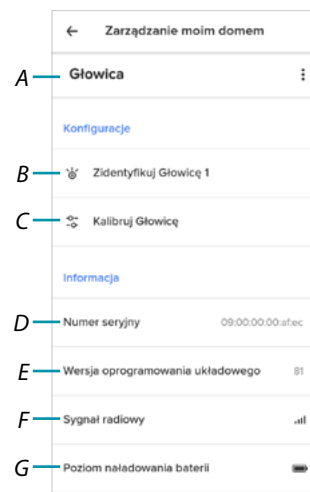 Zarządzanie moim domem
A Głowica
Konfiguracje
B Zidentyfikuj Głowicę 1
C Kalibruj Głowicę
Informacja
D Numer seryjny 09:00:00:00:af:ec
E Wersja oprogramowania układowego 81
F Sygnał radiowy
G Poziom naładowania baterii